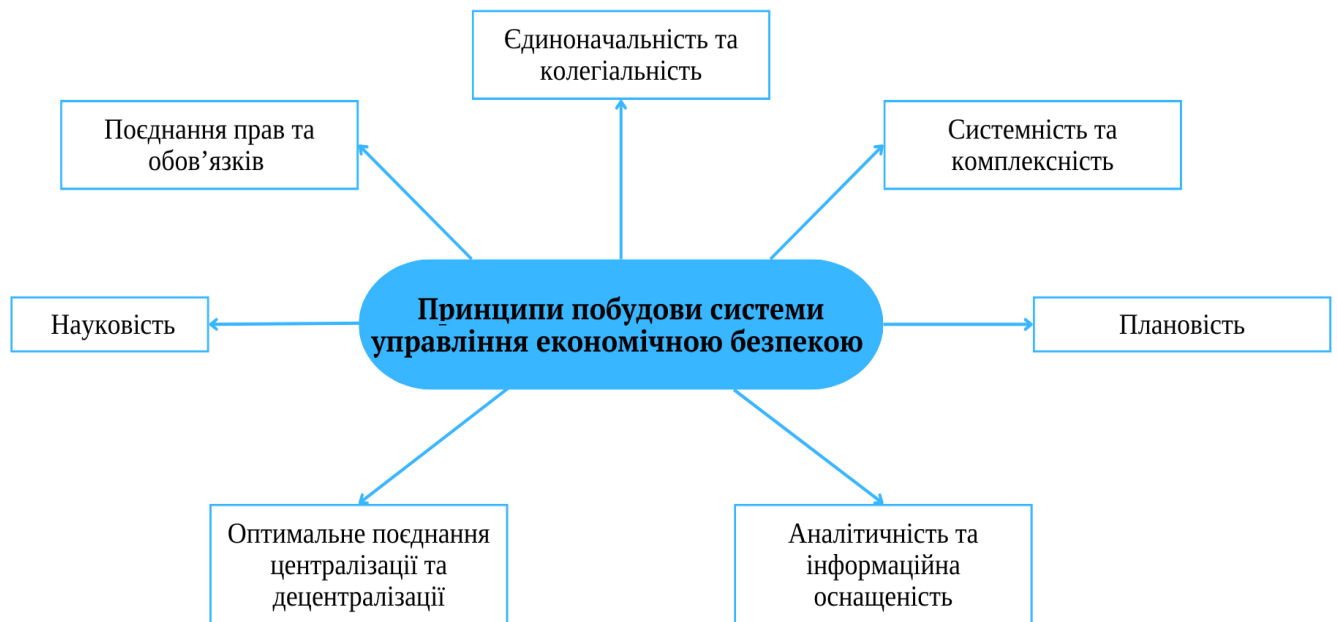 Єдиноначальність та
колегіальність
Поєднання прав та
обов’язків
Системність та
комплексність
Принципи побудови системи
управління економічною безпекою
Науковість
Плановість
Оптимальне поєднання
централізації та
децентралізації
Аналітичність та
інформаційна
оснащеність